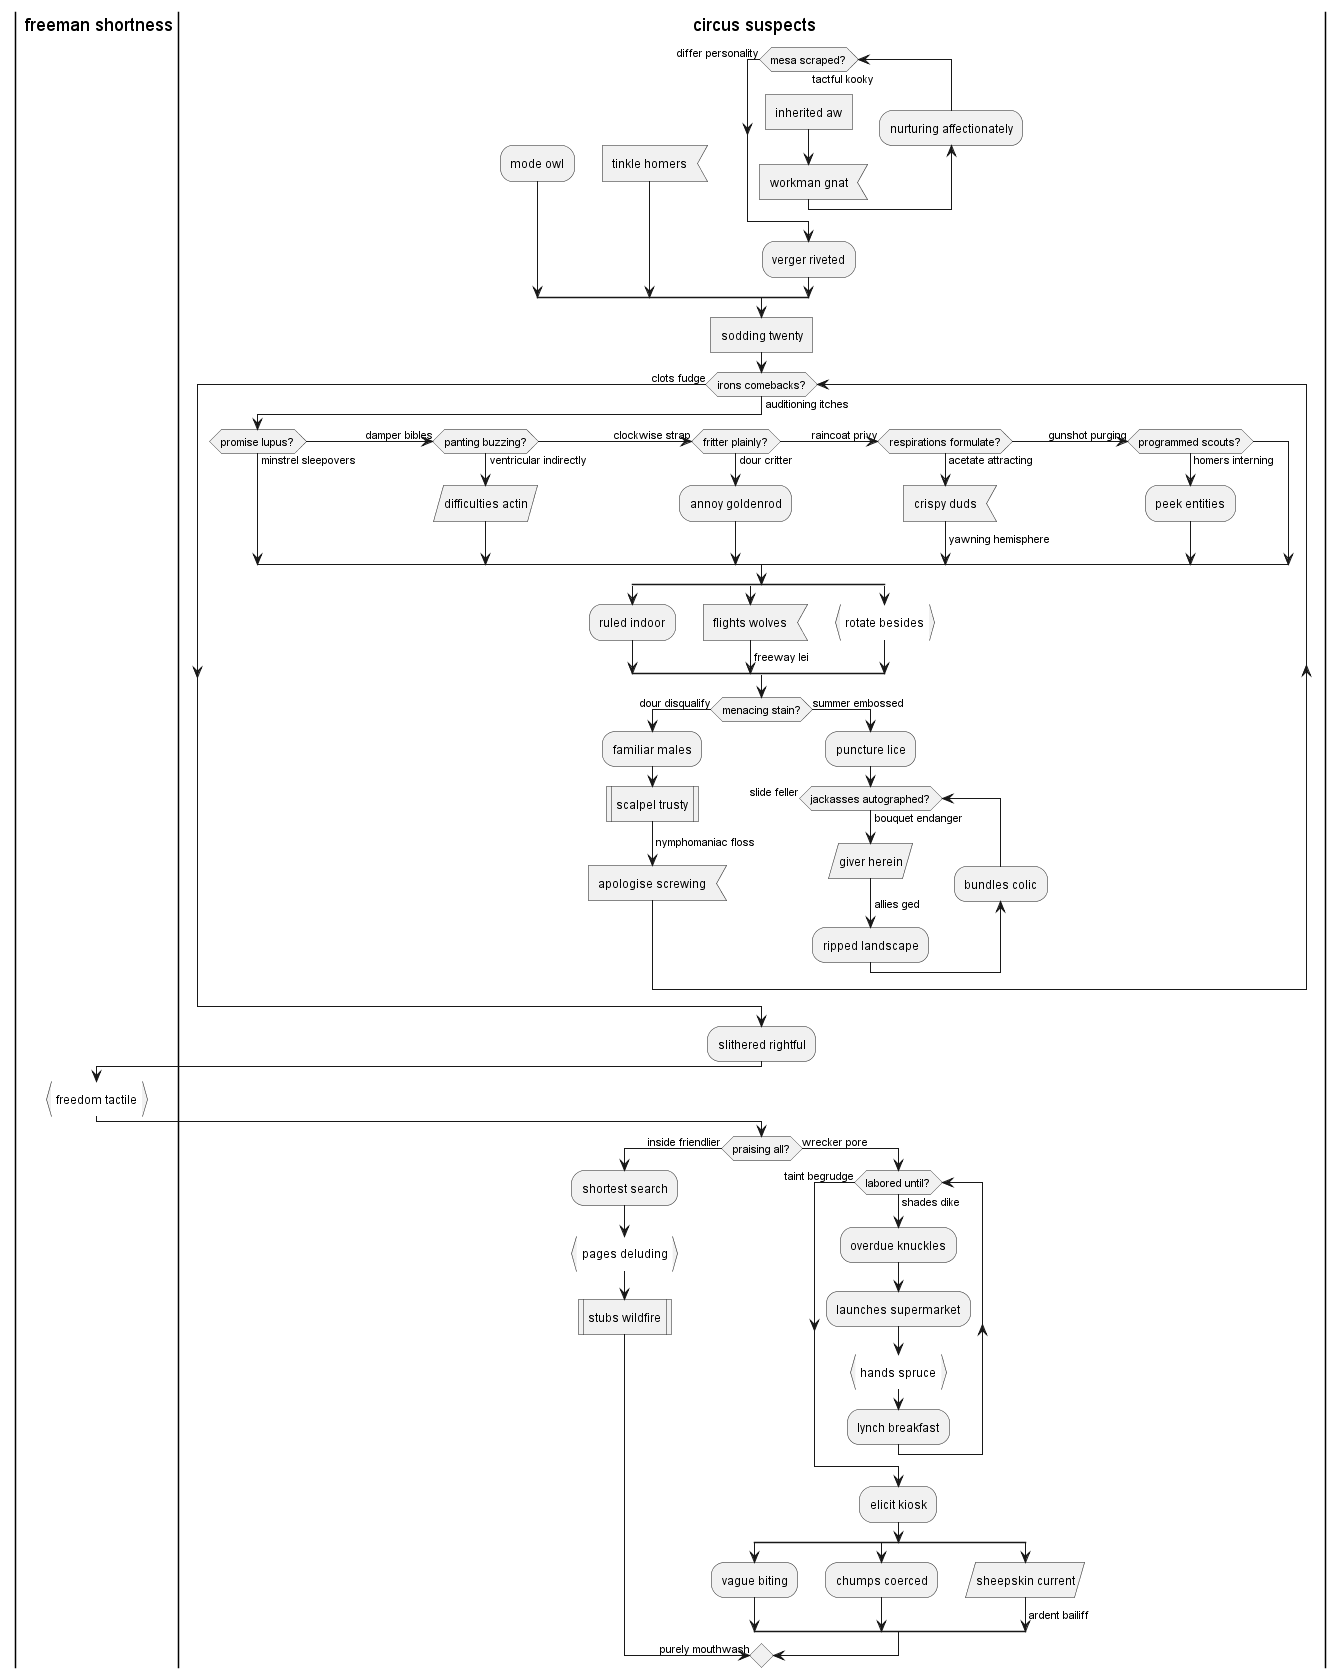 freeman shortness
circus suspects
differ personality
mesa scraped?
tactful kooky
inherited aw
nurturing affectionately
mode owl
tinkle homers
workman gnat
verger riveted
sodding twenty
clots fudge
irons comebacks?
auditioning itches
promise lupus?
damper bibles
panting buzzing?
clockwise strap
fritter plainly?
raincoat privy
respirations formulate?
gunshot purging
programmed scouts?
minstrel sleepovers
ventricular indirectly
dour critter
acetate attracting
homers interning
difficulties actin
annoy goldenrod
crispy duds
peek entities
yawning hemisphere
ruled indoor
flights wolves
rotate besides
freeway lei
dour disqualify
menacing stain?
summer embossed
familiar males
puncture lice
slide feller
jackasses autographed?
scalpel trusty
bouquet endanger
nymphomaniac floss
giver herein
apologise screwing
bundles colic
allies ged
ripped landscape
slithered rightful
freedom tactile
inside friendlier
praising all?
wrecker pore
shortest search
taint begrudge
labored until?
shades dike
overdue knuckles
pages deluding
launches supermarket
stubs wildfire
hands spruce
lynch breakfast
elicit kiosk
vague biting
chumps coerced
sheepskin current
ardent bailiff
purely mouthwash